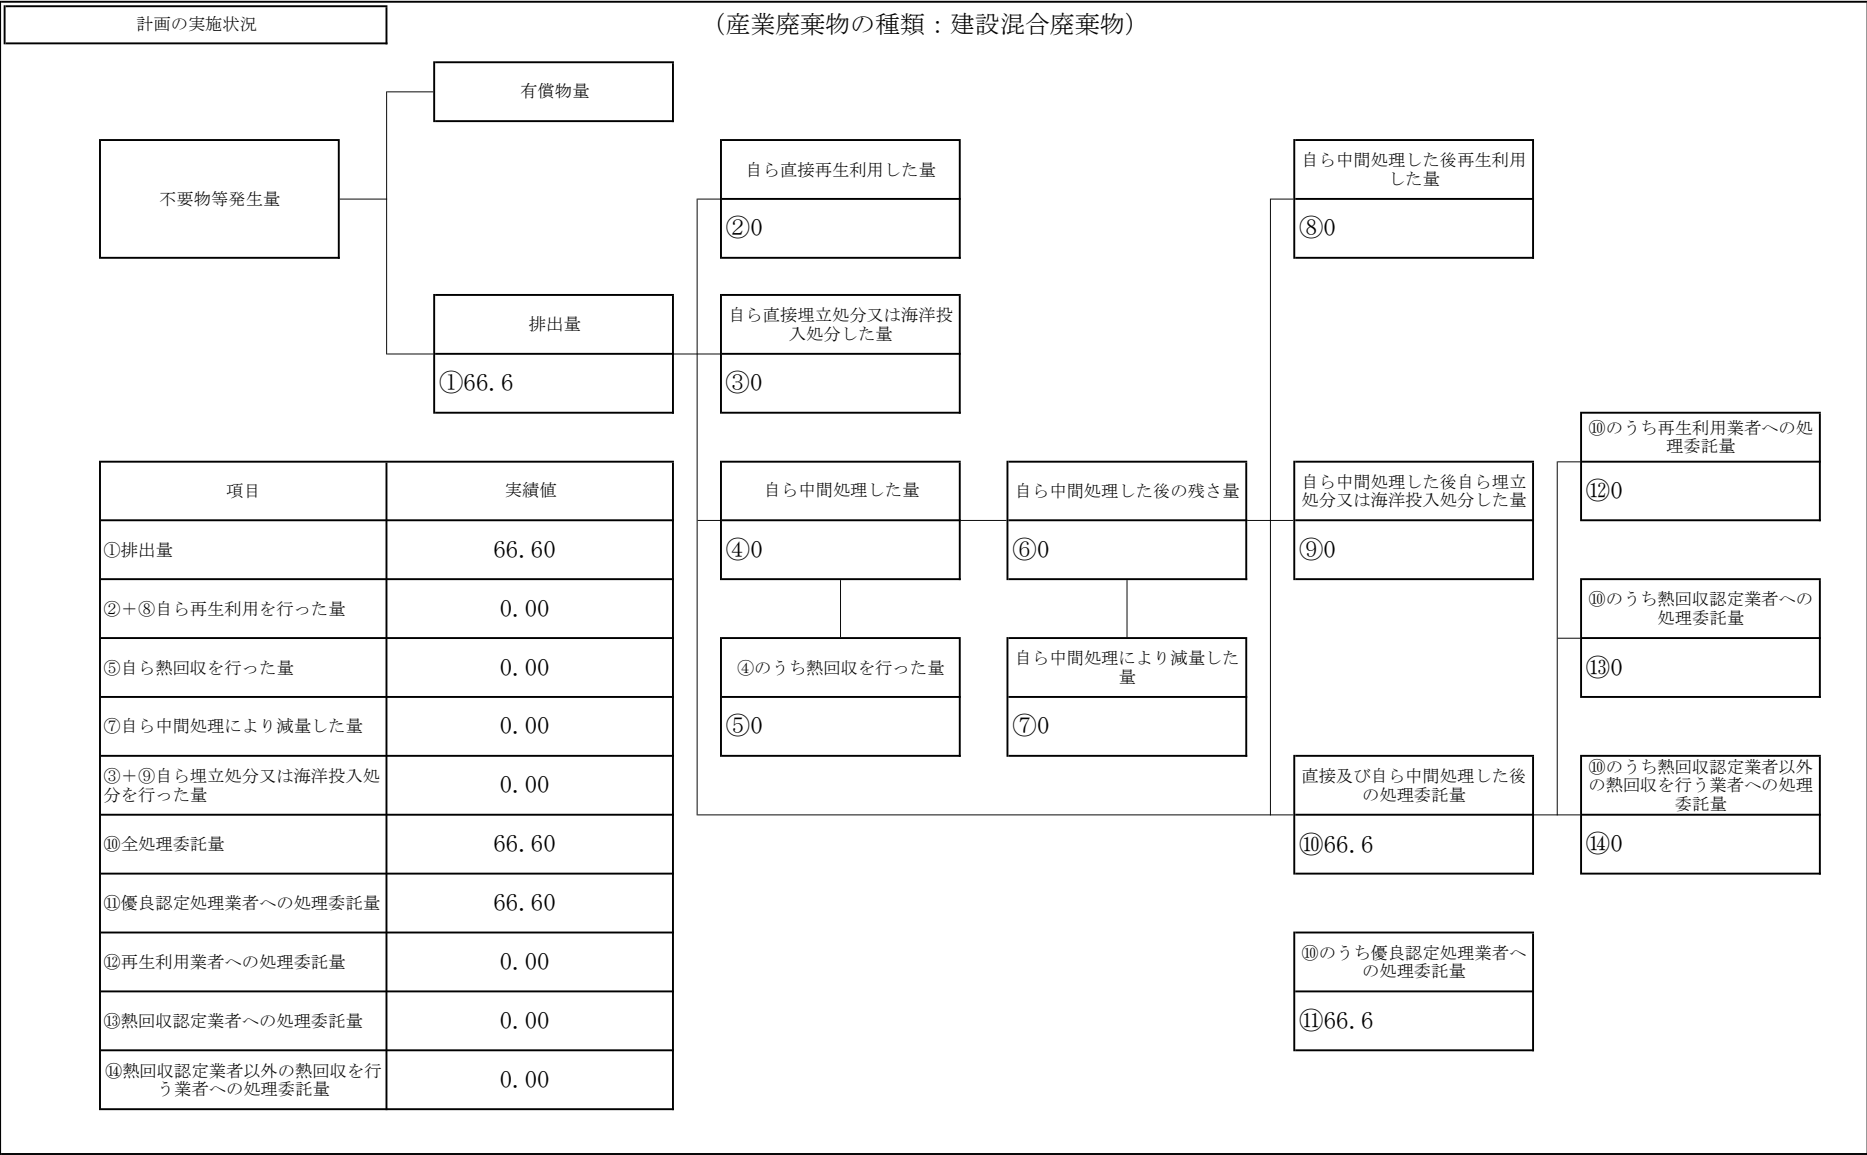 計画の実施状況
（産業廃棄物の種類：建設混合廃棄物）
有償物量
不要物等発生量
自ら直接再生利用した量
②0
自ら中間処理した後再生利用
した量
⑧0
排出量
①66.6
自ら直接埋立処分又は海洋投
入処分した量
③0
⑩のうち再生利用業者への処
理委託量
⑫0
自ら中間処理した量
④0
自ら中間処理した後の残さ量
⑥0
自ら中間処理した後自ら埋立
処分又は海洋投入処分した量
⑨0
⑩のうち熱回収認定業者への
処理委託量
⑬0
④のうち熱回収を行った量
⑤0
自ら中間処理により減量した
量
⑦0
直接及び自ら中間処理した後
の処理委託量
⑩66.6
⑩のうち熱回収認定業者以外
の熱回収を行う業者への処理
委託量
⑭0
⑩のうち優良認定処理業者へ
の処理委託量
⑪66.6
項目 実績値
①排出量 66.60
②＋⑧自ら再生利用を行った量 0.00
⑤自ら熱回収を行った量 0.00
⑦自ら中間処理により減量した量 0.00
③＋⑨自ら埋立処分又は海洋投入処
分を行った量 0.00
⑩全処理委託量 66.60
⑪優良認定処理業者への処理委託量 66.60
⑫再生利用業者への処理委託量 0.00
⑬熱回収認定業者への処理委託量 0.00
⑭熱回収認定業者以外の熱回収を行
う業者への処理委託量 0.00